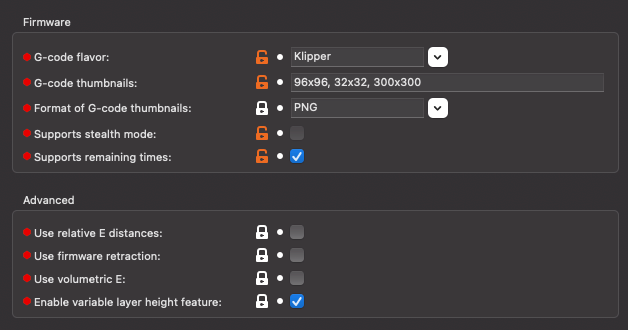 Firmware
G-code flavor:
Klipper
G-code thumbnails:
96x96, 32x32, 300x300
Format of G-code thumbnails:
PNG
Supports stealth mode:
Supports remaining times:
Advanced
Use relative E distances:
Use firmware retraction:
Use volumetric E:
Enable variable layer height feature: